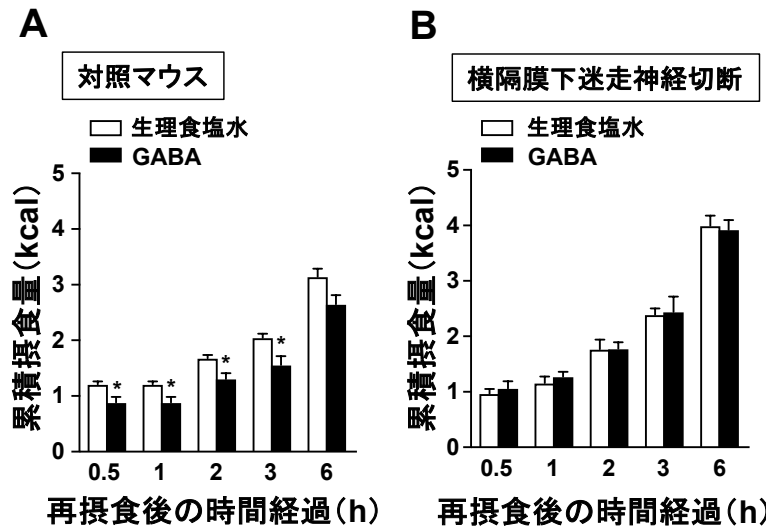 A
対照マウス
生理食塩水
GABA
累積摂食量(kcal)
5
4
3
2
1
0
* * * *
0.5 1 2 3 6
再摂食後の時間経過(h)
B
横隔膜下迷走神経切断
生理食塩水
GABA
累積摂食量(kcal)
5
4
3
2
1
0
0.5 1 2 3 6
再摂食後の時間経過(h)